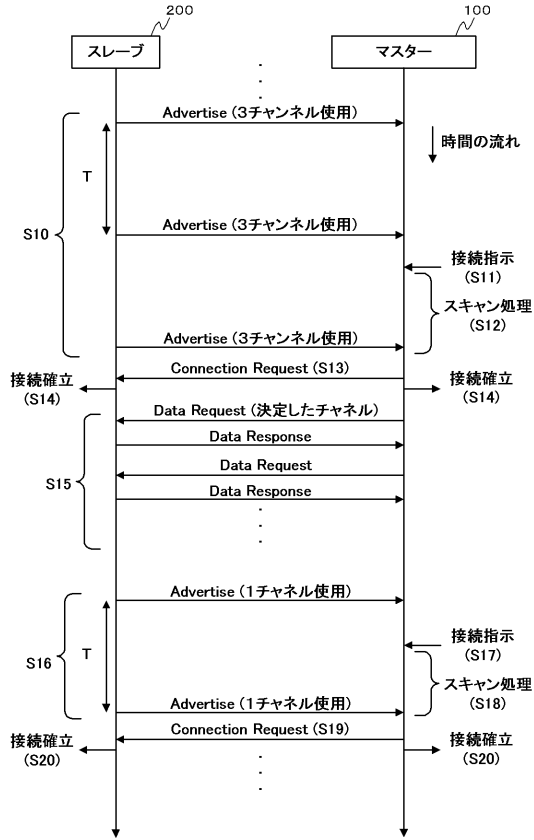 200
100
スレーブ
マスター
Advertise (3チャンネル使用)
時間の流れ
T
Advertise (3チャンネル使用)
S10
接続指示
(S11)
スキャン処理
(S12)
Advertise (3チャンネル使用)
Connection Request (S13)
接続確立
(S14)
接続確立
(S14)
Data Request (決定したチャネル)
Data Response
Data Request
S15
Data Response
Advertise (1チャネル使用)
接続指示
(S17)
S16
T
スキャン処理
(S18)
Advertise (1チャネル使用)
Connection Request (S19)
接続確立
(S20)
接続確立
(S20)